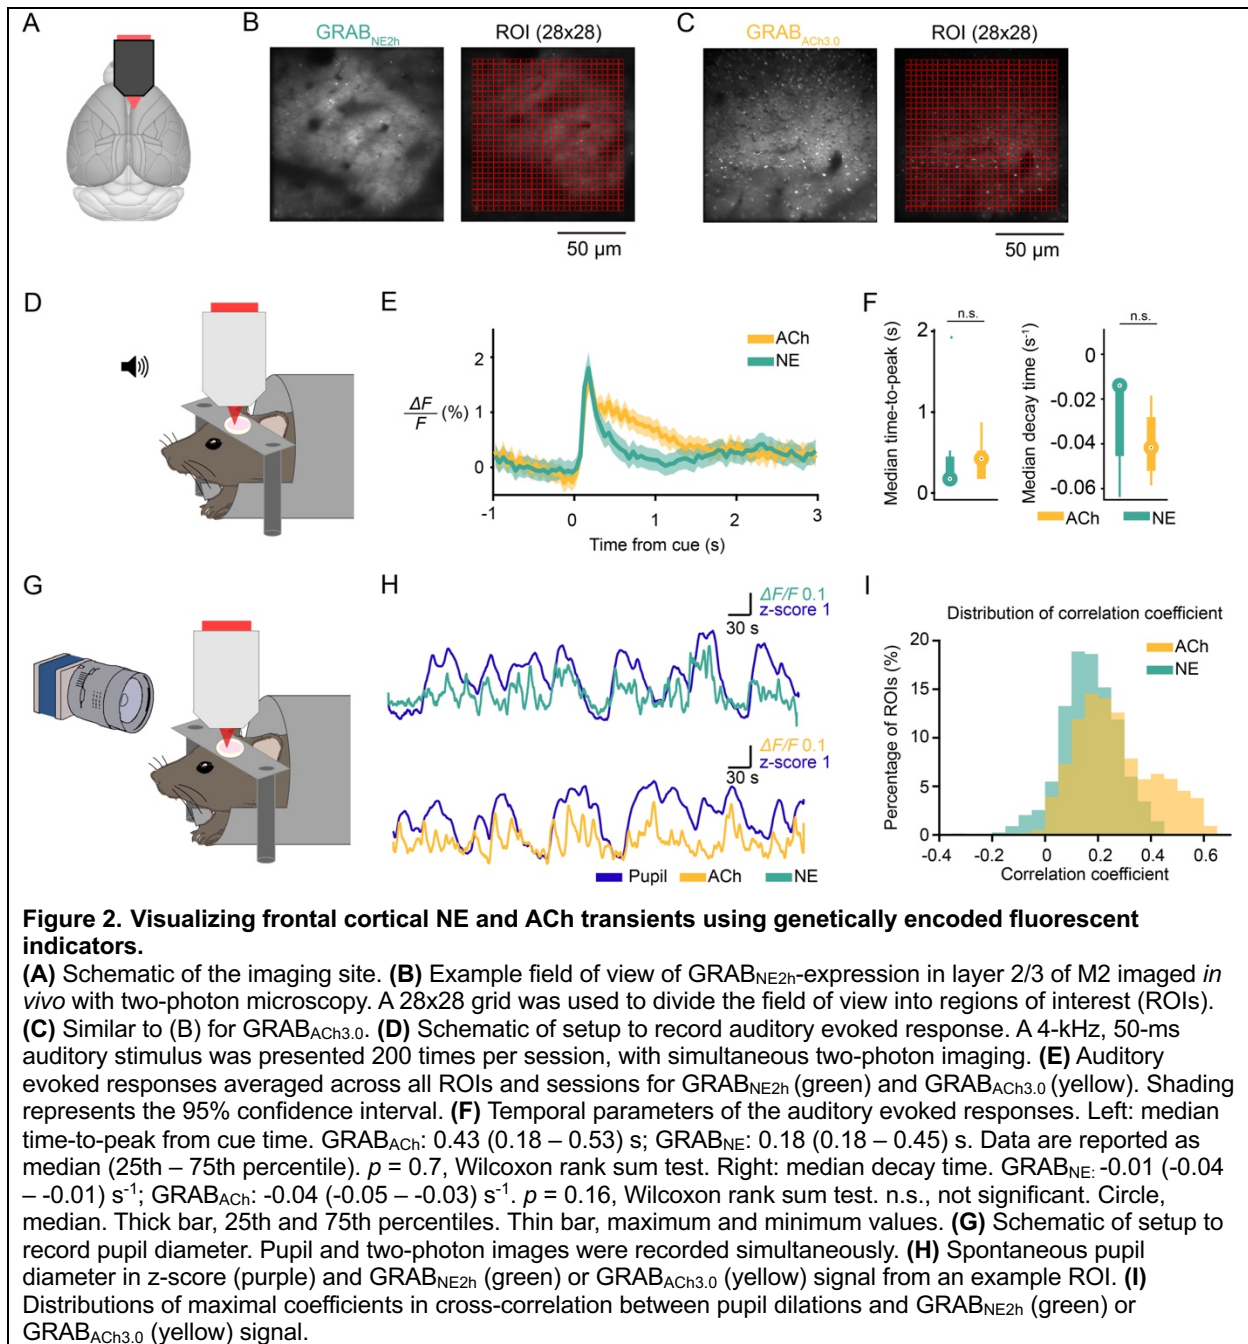 A
B
GRABNE2h
ROI (28x28)
C
GRABACh3.0
ROI (28x28)
50 µm
50 µm
D
E
ACh
NE
2
1
0
ΔF
F
(%)
-1
0
1
2
3
Time from cue (s)
F
n.s.
2
1
0
Median time-to-peak (s)
n.s.
0
-0.02
-0.04
-0.06
Median decay time (s-1)
ACh
NE
G
H
ΔF/F 0.1
z-score 1
30 s
ΔF/F 0.1
z-score 1
30 s
Pupil
ACh
NE
I
Distribution of correlation coefficient
ACh
NE
20
15
10
5
0
Percentage of ROIs (%)
-0.4
-0.2
0
0.2
0.4
0.6
Correlation coefficient
Figure 2. Visualizing frontal cortical NE and ACh transients using genetically encoded fluorescent
indicators.
(A) Schematic of the imaging site. (B) Example field of view of GRABNE2h-expression in layer 2/3 of M2 imaged in
vivo with two-photon microscopy. A 28x28 grid was used to divide the field of view into regions of interest (ROIs).
(C) Similar to (B) for GRABACh3.0. (D) Schematic of setup to record auditory evoked response. A 4-kHz, 50-ms
auditory stimulus was presented 200 times per session, with simultaneous two-photon imaging. (E) Auditory
evoked responses averaged across all ROIs and sessions for GRABNE2h (green) and GRABACh3.0 (yellow). Shading
represents the 95% confidence interval. (F) Temporal parameters of the auditory evoked responses. Left: median
time-to-peak from cue time. GRABACh: 0.43 (0.18 – 0.53) s; GRABNE: 0.18 (0.18 – 0.45) s. Data are reported as
median (25th – 75th percentile). p = 0.7, Wilcoxon rank sum test. Right: median decay time. GRABNE: -0.01 (-0.04
– -0.01) s-1; GRABACh: -0.04 (-0.05 – -0.03) s-1. p = 0.16, Wilcoxon rank sum test. n.s., not significant. Circle,
median. Thick bar, 25th and 75th percentiles. Thin bar, maximum and minimum values. (G) Schematic of setup to
record pupil diameter. Pupil and two-photon images were recorded simultaneously. (H) Spontaneous pupil
diameter in z-score (purple) and GRABNE2h (green) or GRABACh3.0 (yellow) signal from an example ROI. (I)
Distributions of maximal coefficients in cross-correlation between pupil dilations and GRABNE2h (green) or
GRABACh3.0 (yellow) signal.